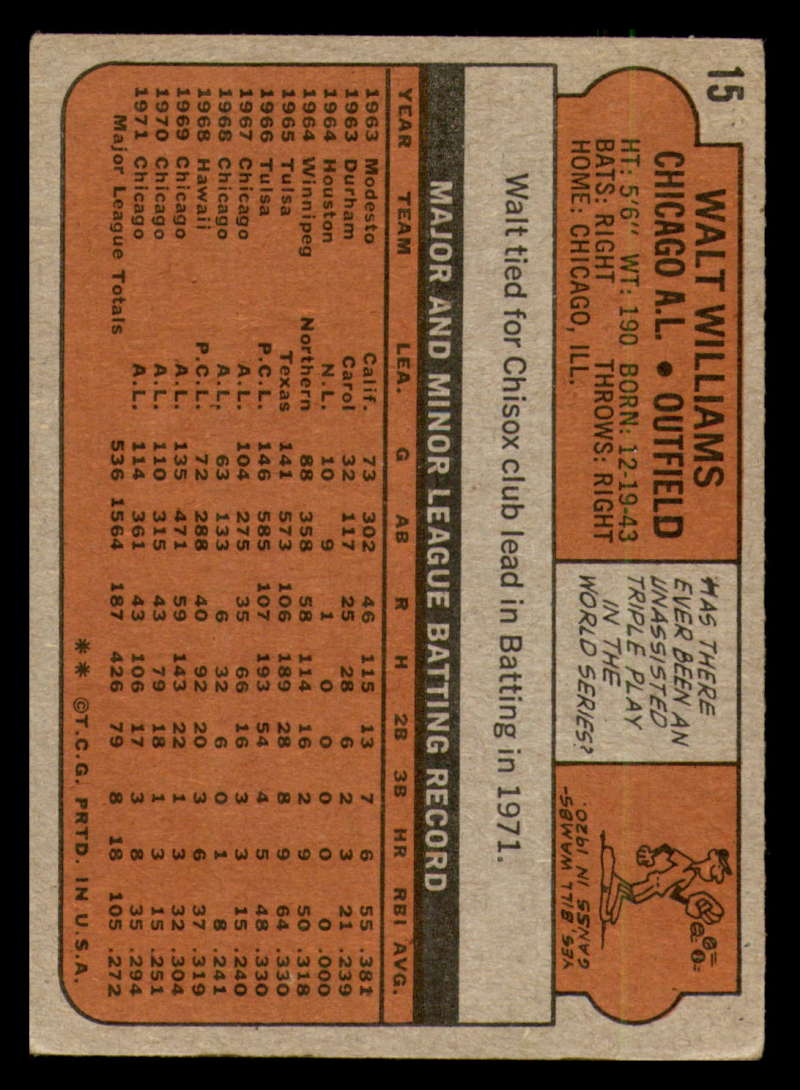 15
WALT WILLIAMS
CHICAGO A.L. • OUTFIELD
HT: 5'6" WT: 190 BORN: 12-19-43
BATS: RIGHT THROWS: RIGHT
HOME: CHICAGO, ILL.
HAS THERE
EVER BEEN AN
UNASSISTED
TRIPLE PLAY
IN THE
WORLD SERIES?
YES, BILL WAMBS-
GANSS IN 1920.
Walt tied for Chisox club lead in Batting in 1971.
MAJOR AND MINOR LEAGUE BATTING RECORD
YEAR TEAM LEA. G AB R H 2B 3B HR RBI AVG.
1963 Modesto Calif. 73 302 46 115 13 7 6 55 .381
1963 Durham Carol 32 117 25 28 6 2 3 21 .239
1964 Houston N.L. 10 9 1 0 0 0 0 0 .000
1964 Winnipeg Northern 88 358 58 114 16 2 9 50 .318
1965 Tulsa Texas 141 573 106 189 28 8 9 64 .330
1966 Tulsa P.C.L. 146 585 107 193 54 4 5 48 .330
1967 Chicago A.L. 104 275 35 66 16 3 3 15 .240
1968 Chicago A.L. 63 133 6 32 6 0 1 8 .241
1968 Hawaii P.C.L. 72 288 40 92 20 3 6 37 .319
1969 Chicago A.L. 135 471 59 143 22 1 3 32 .304
1970 Chicago A.L. 110 315 43 79 18 1 3 15 .251
1971 Chicago A.L. 114 361 43 106 17 3 8 35 .294
Major League Totals 536 1564 187 426 79 8 18 105 .272
** ©T.C.G. PRTD. IN U.S.A.